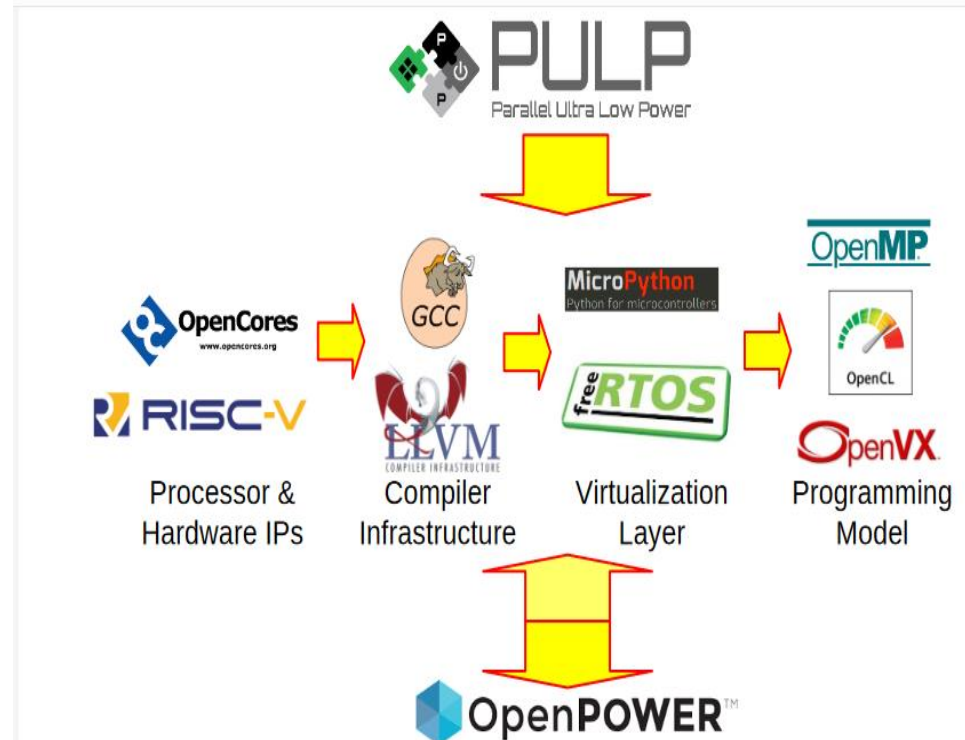 P
P
P
PULP
Parallel Ultra Low Power
OpenCores
www.opencores.org
RISC-V
Processor &
Hardware IPs
GCC
LLVM
COMPILER INFRASTRUCTURE
Compiler
Infrastructure
MicroPython
Python for microcontrollers
free RTOS
Virtualization
Layer
OpenMP
OpenCL
OpenVX
Programming
Model
OpenPOWER™